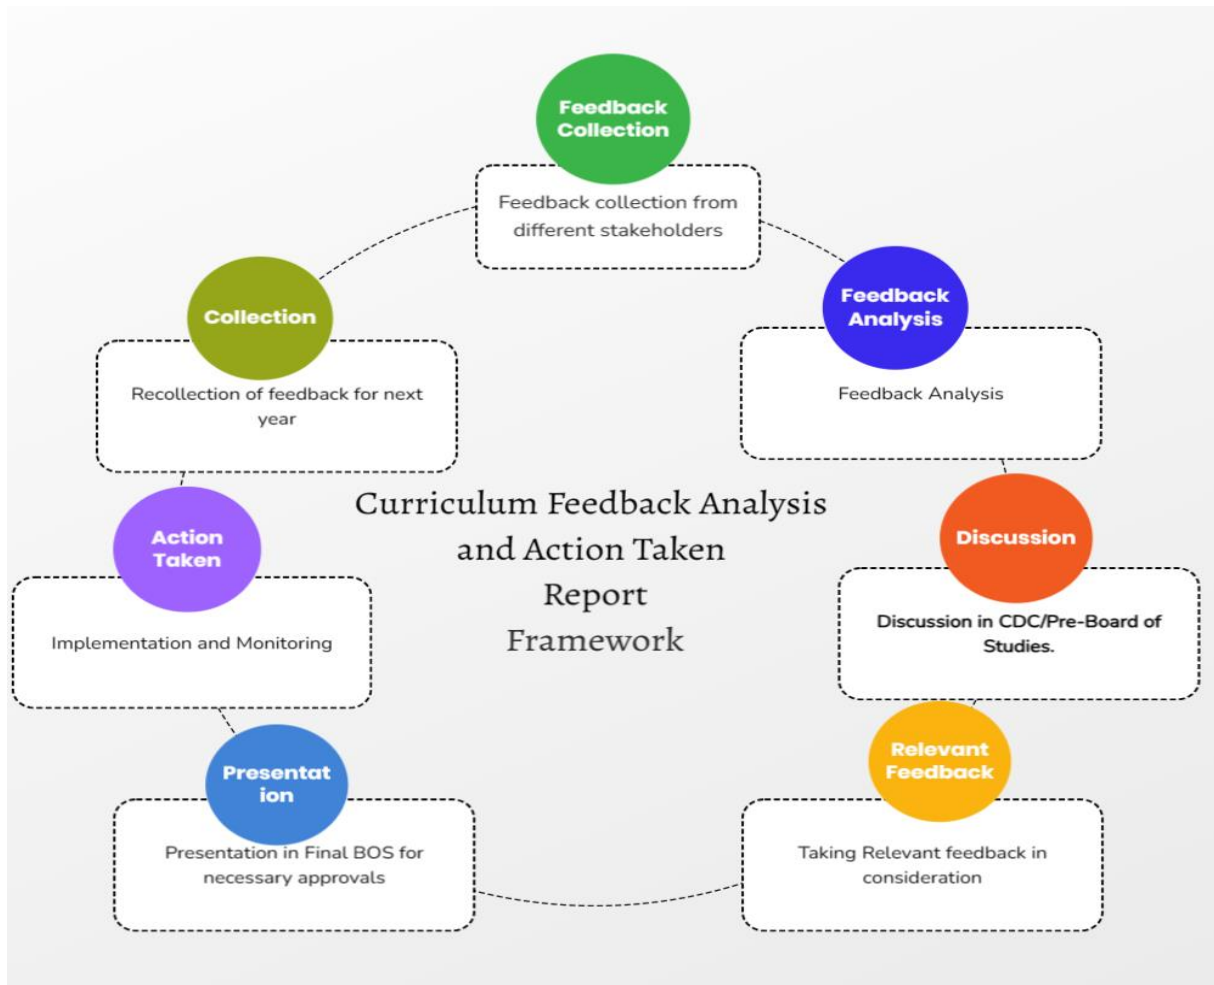 Feedback
Collection
Feedback collection from
different stakeholders
Feedback
Analysis
Feedback Analysis
Discussion
Discussion in CDC/Pre-Board of
Studies.
Relevant
Feedback
Taking Relevant feedback in
consideration
Presentat
ion
Presentation in Final BOS for
necessary approvals
Action
Taken
Implementation and Monitoring
Collection
Recollection of feedback for next
year
Curriculum Feedback Analysis
and Action Taken
Report
Framework